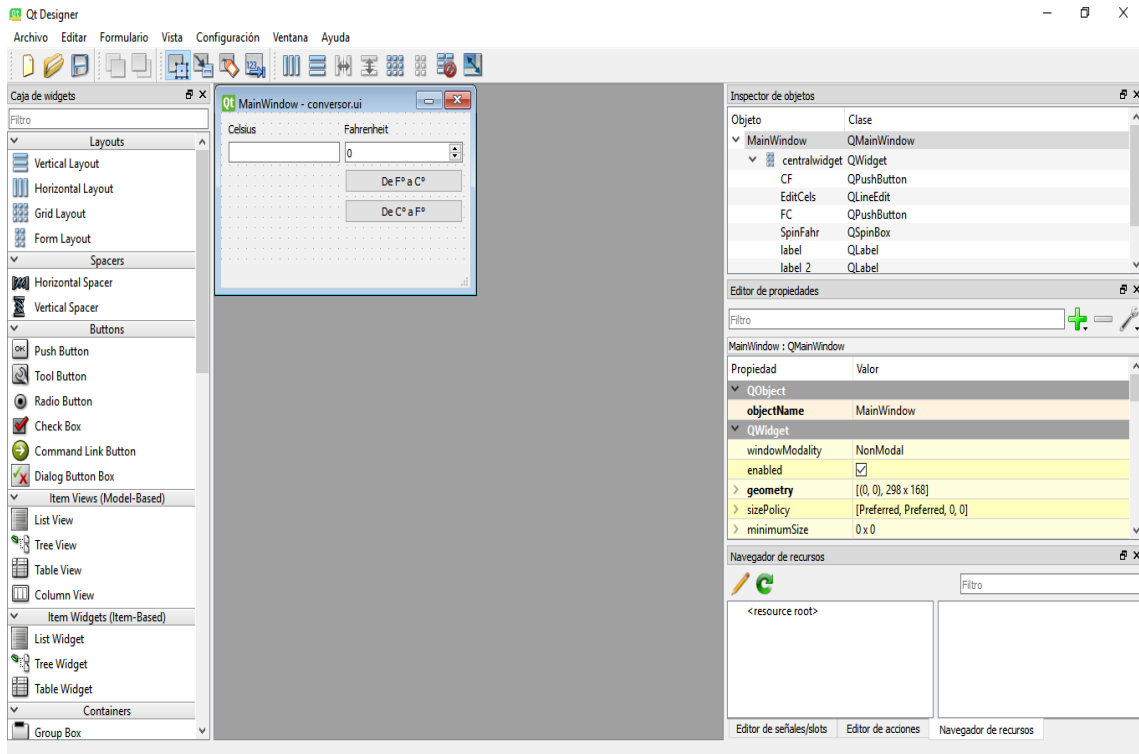 Qt Designer
Archivo Editar Formulario Vista Configuración Ventana Ayuda
Caja de widgets
Filtro
Layouts
Vertical Layout
Horizontal Layout
Grid Layout
Form Layout
Spacers
Horizontal Spacer
Vertical Spacer
Buttons
OK Push Button
Tool Button
Radio Button
Check Box
Command Link Button
Dialog Button Box
Item Views (Model-Based)
List View
Tree View
Table View
Column View
Item Widgets (Item-Based)
List Widget
Tree Widget
Table Widget
Containers
Group Box
Qt MainWindow - conversor.ui
Celsius Fahrenheit
0
De Fº a Cº
De Cº a Fº
Inspector de objetos
Objeto Clase
MainWindow QMainWindow
centralwidget QWidget
CF QPushButton
EditCels QLineEdit
FC QPushButton
SpinFahr QSpinBox
label QLabel
label 2 QLabel
Editor de propiedades
Filtro
MainWindow : QMainWindow
Propiedad Valor
QObject
objectName MainWindow
QWidget
windowModality NonModal
enabled
geometry [(0, 0), 298 x 168]
sizePolicy [Preferred, Preferred, 0, 0]
minimumSize 0 x 0
Navegador de recursos
Filtro
<resource root>
Editor de señales/slots Editor de acciones Navegador de recursos